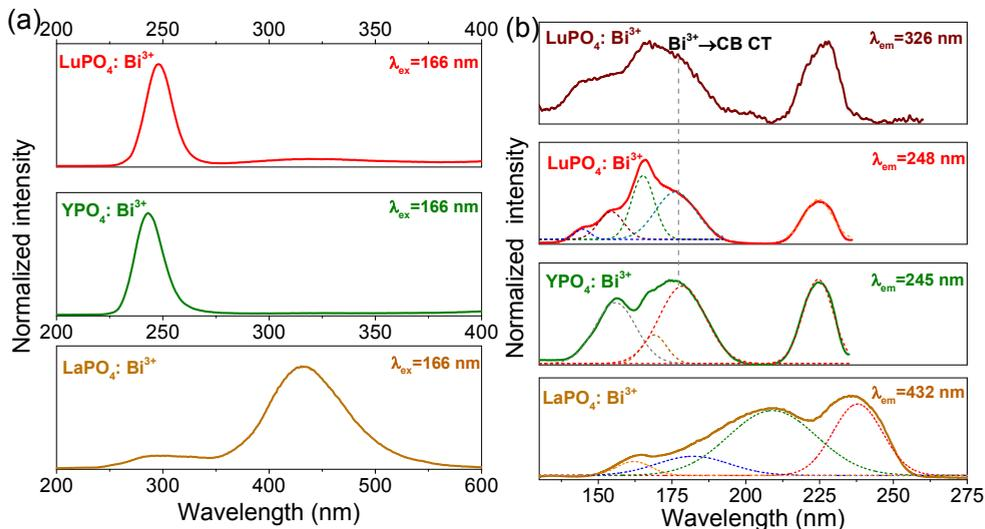 (a)
200 250 300 350 400
LuPO₄: Bi³⁺
λex=166 nm
YPO₄: Bi³⁺
λex=166 nm
200 250 300 350 400
LaPO₄: Bi³⁺
λex=166 nm
200 300 400 500 600
Wavelength (nm)
Normalized intensity
(b)
LuPO₄: Bi³⁺
Bi³⁺→CB CT
λem=326 nm
LuPO₄: Bi³⁺
λem=248 nm
YPO₄: Bi³⁺
λem=245 nm
LaPO₄: Bi³⁺
λem=432 nm
150 175 200 225 250 275
Wavelength (nm)
Normalized intensity